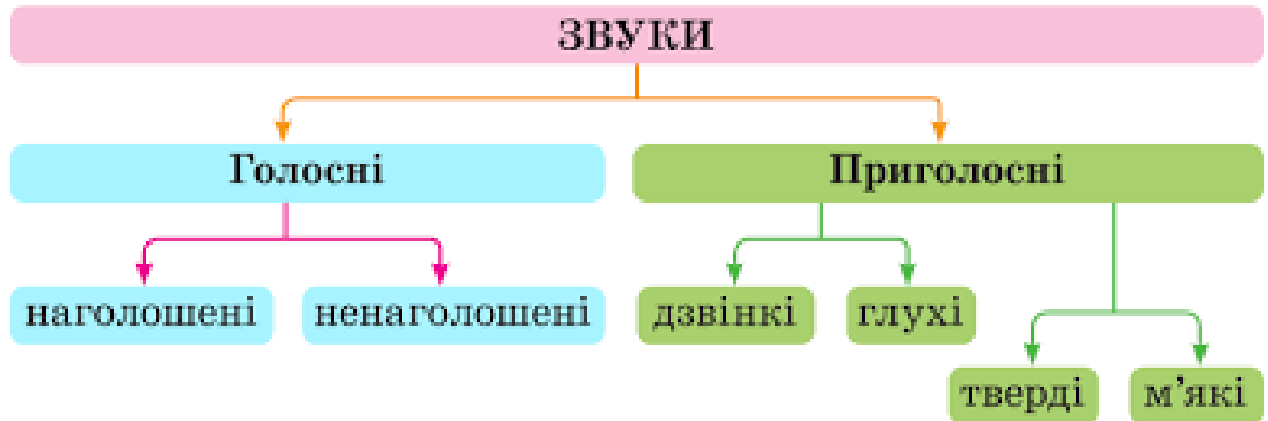 ЗВУКИ
Голосні Приголосні
наголошені ненаголошені дзвінкі глухі
тверді м’які